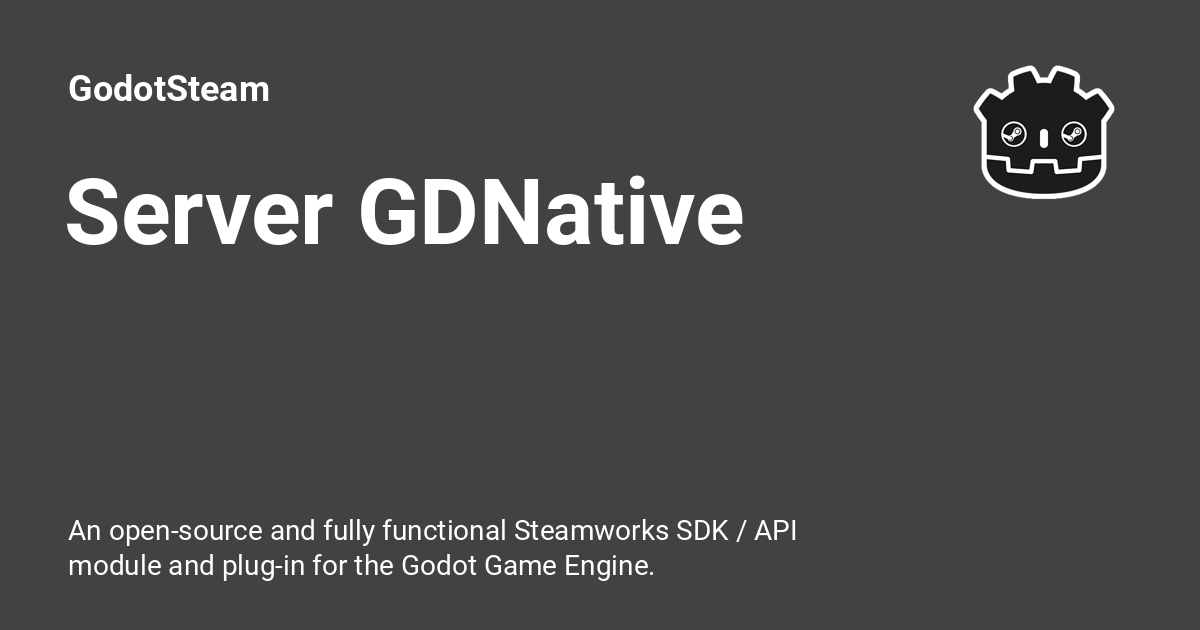 GodotSteam
Server GDNative
An open-source and fully functional Steamworks SDK / API
module and plug-in for the Godot Game Engine.